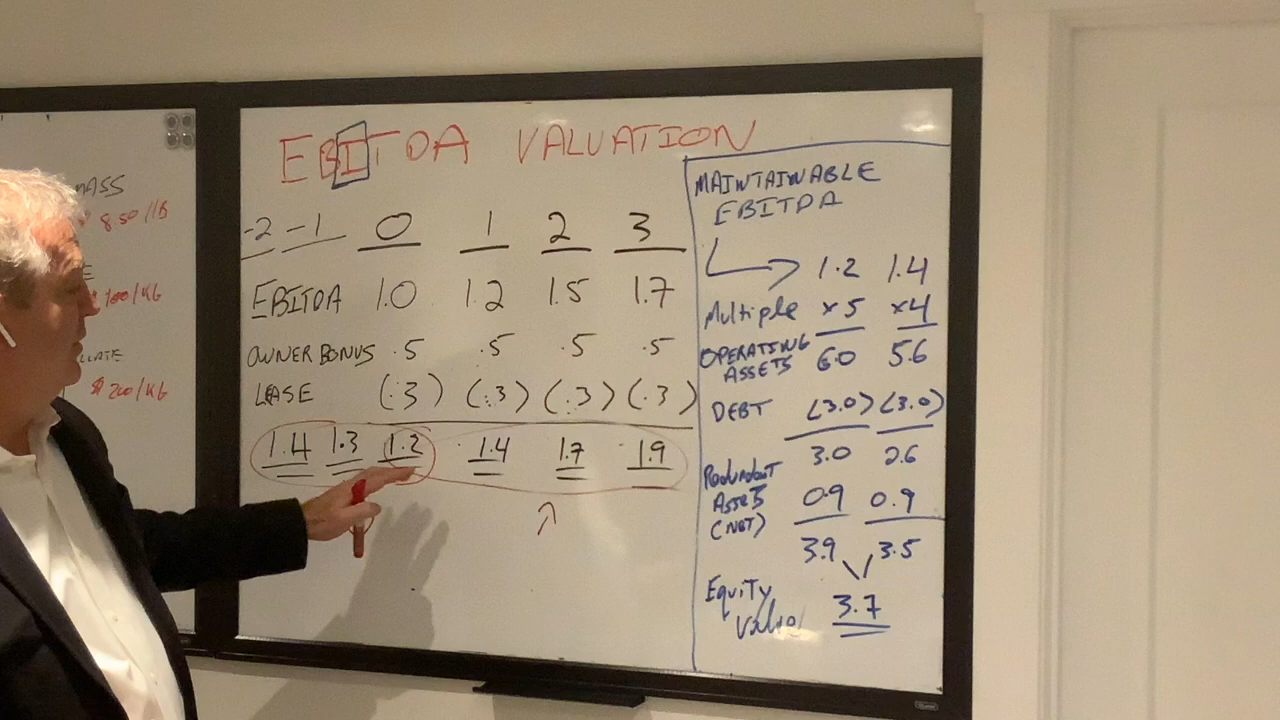 MASS
8.50/lB
100/KG
$200/KG
EBITDA VALUATION
-2 -1 0 1 2 3
EBITDA 1.0 1.2 1.5 1.7
OWNER BONUS .5 .5 .5 .5
LEASE (.3) (.3) (.3) (.3)
1.4 1.3 1.2 1.4 1.7 1.9
MAINTAINABLE
EBITDA
1.2 1.4
Multiple x5 x4
OPERATING
ASSETS 6.0 5.6
DEBT (3.0) (3.0)
3.0 2.6
Redundant
Assets 0.9 0.9
(NET)
3.9 3.5
Equity
Value 3.7